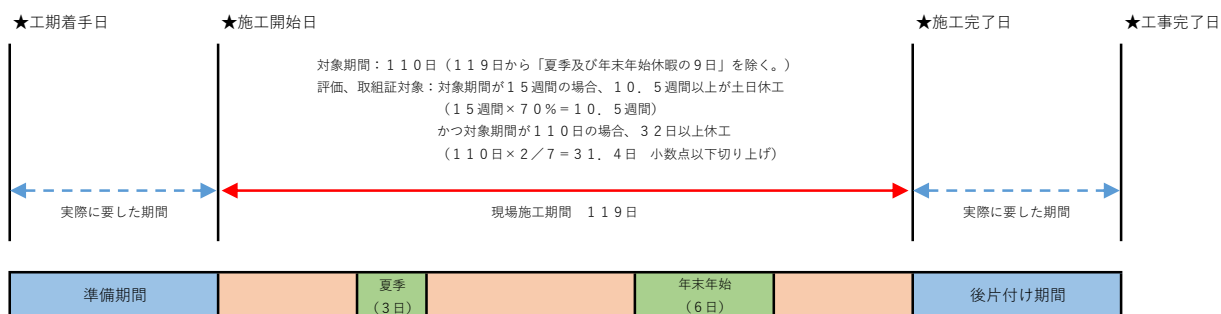 ★工期着手日
★施工開始日
★施工完了日
★工事完了日
対象期間：１１０日（１１９日から「夏季及び年末年始休暇の９日」を除く。）
評価、取組証対象：対象期間が１５週間の場合、１０．５週間以上が土日休工
（１５週間×７０％＝１０．５週間）
かつ対象期間が１１０日の場合、３２日以上休工
（１１０日×２／７＝３１．４日　小数点以下切り上げ）
実際に要した期間
現場施工期間　１１９日
実際に要した期間
準備期間
夏季
（３日）
年末年始
（６日）
後片付け期間